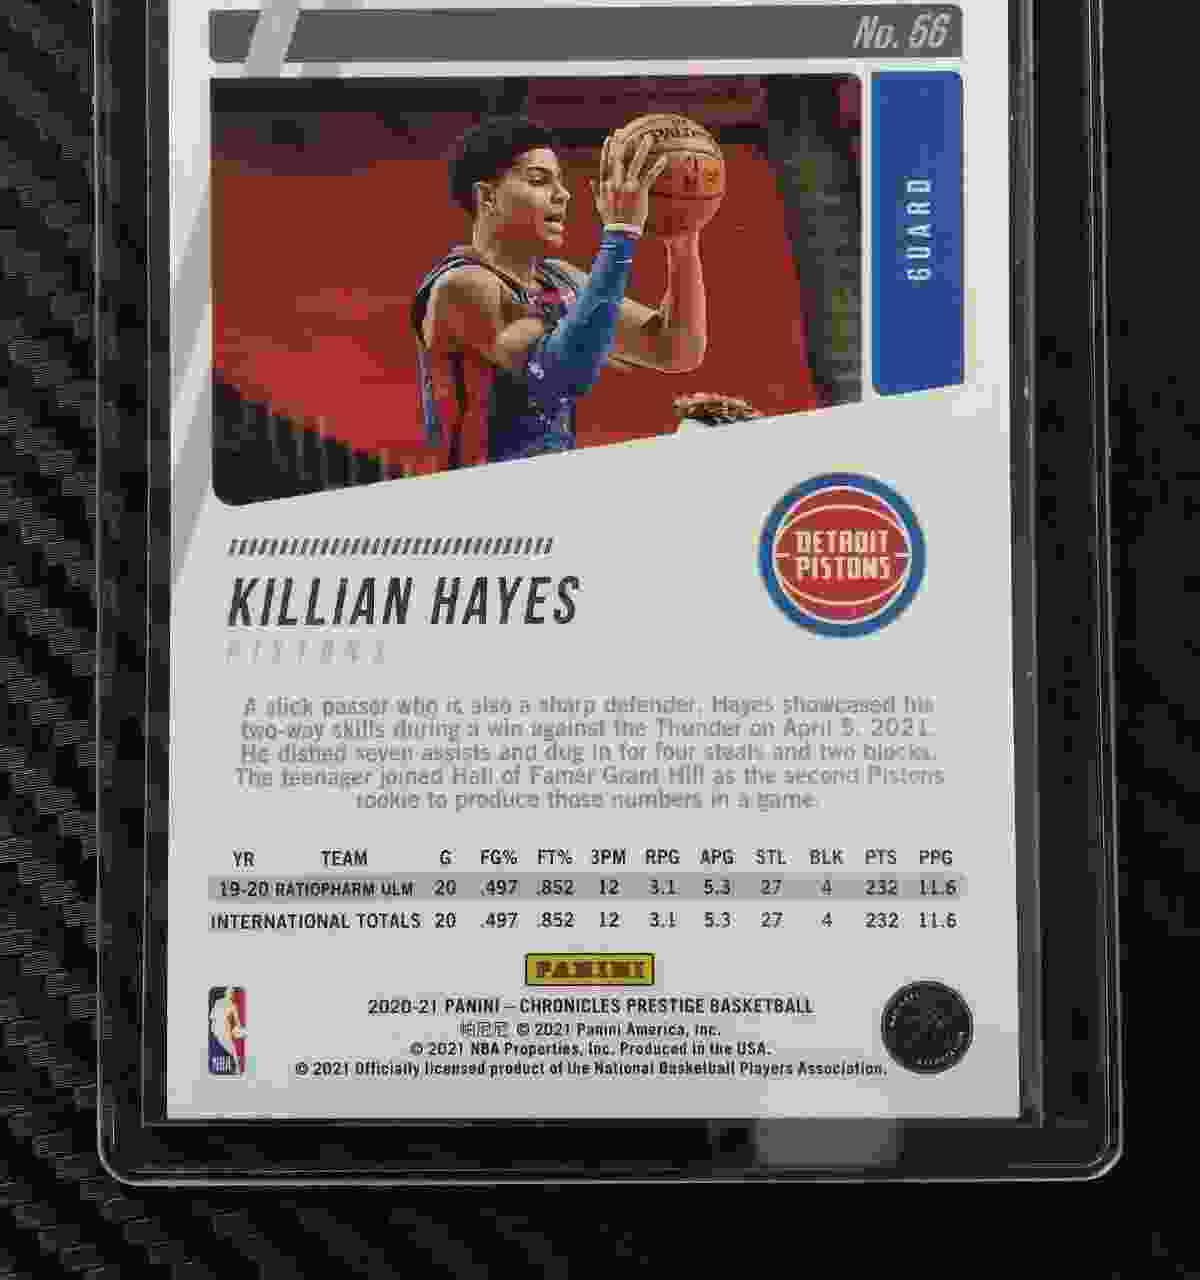 No. 66
SPALDING
GUARD
DETROIT
PISTONS
KILLIAN HAYES
PISTONS
A slick passer who is also a sharp defender, Hayes showcased his
two-way skills during a win against the Thunder on April 5, 2021.
He dished seven assists and dug in for four steals and two blocks.
The teenager joined Hall of Famer Grant Hill as the second Pistons
rookie to produce those numbers in a game.
YR TEAM G FG% FT% 3PM RPG APG STL BLK PTS PPG
19-20 RATIOPHARM ULM 20 .497 .852 12 3.1 5.3 27 4 232 11.6
INTERNATIONAL TOTALS 20 .497 .852 12 3.1 5.3 27 4 232 11.6
PANINI
2020-21 PANINI – CHRONICLES PRESTIGE BASKETBALL
© 2021 Panini America, Inc.
© 2021 NBA Properties, Inc. Produced in the USA.
© 2021 Officially licensed product of the National Basketball Players Association.
NBA